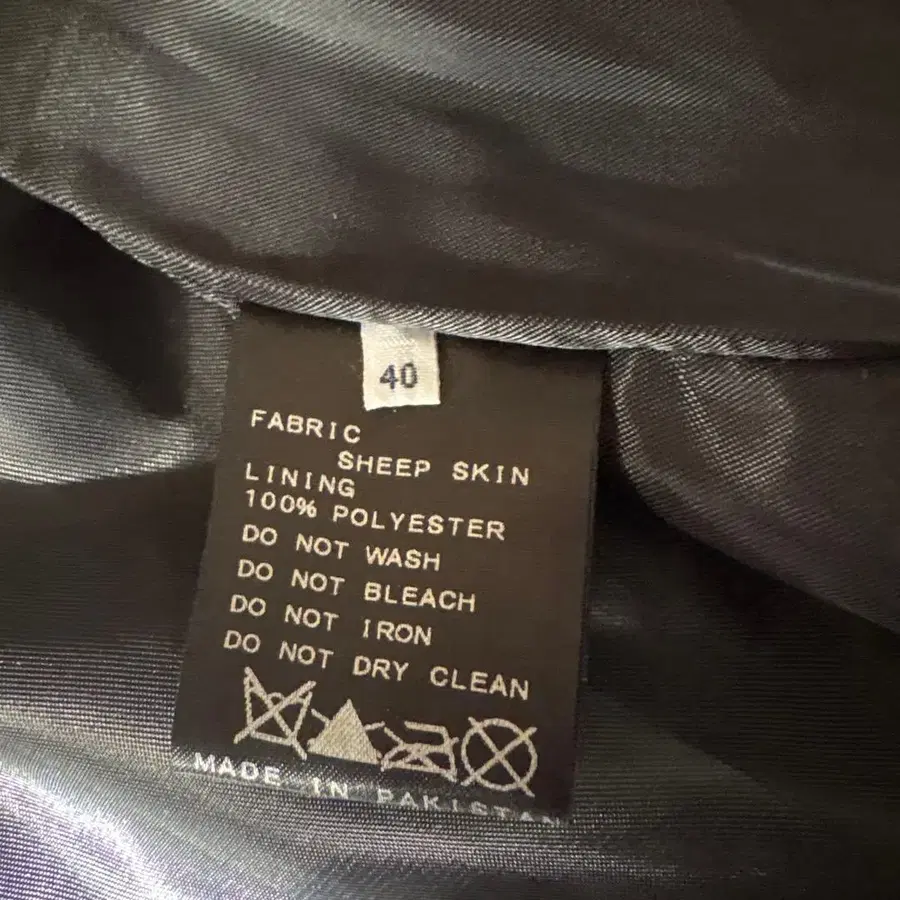 40
FABRIC
SHEEP SKIN
LINING
100% POLYESTER
DO NOT WASH
DO NOT BLEACH
DO NOT IRON
DO NOT DRY CLEAN
MADE IN PAKISTAN